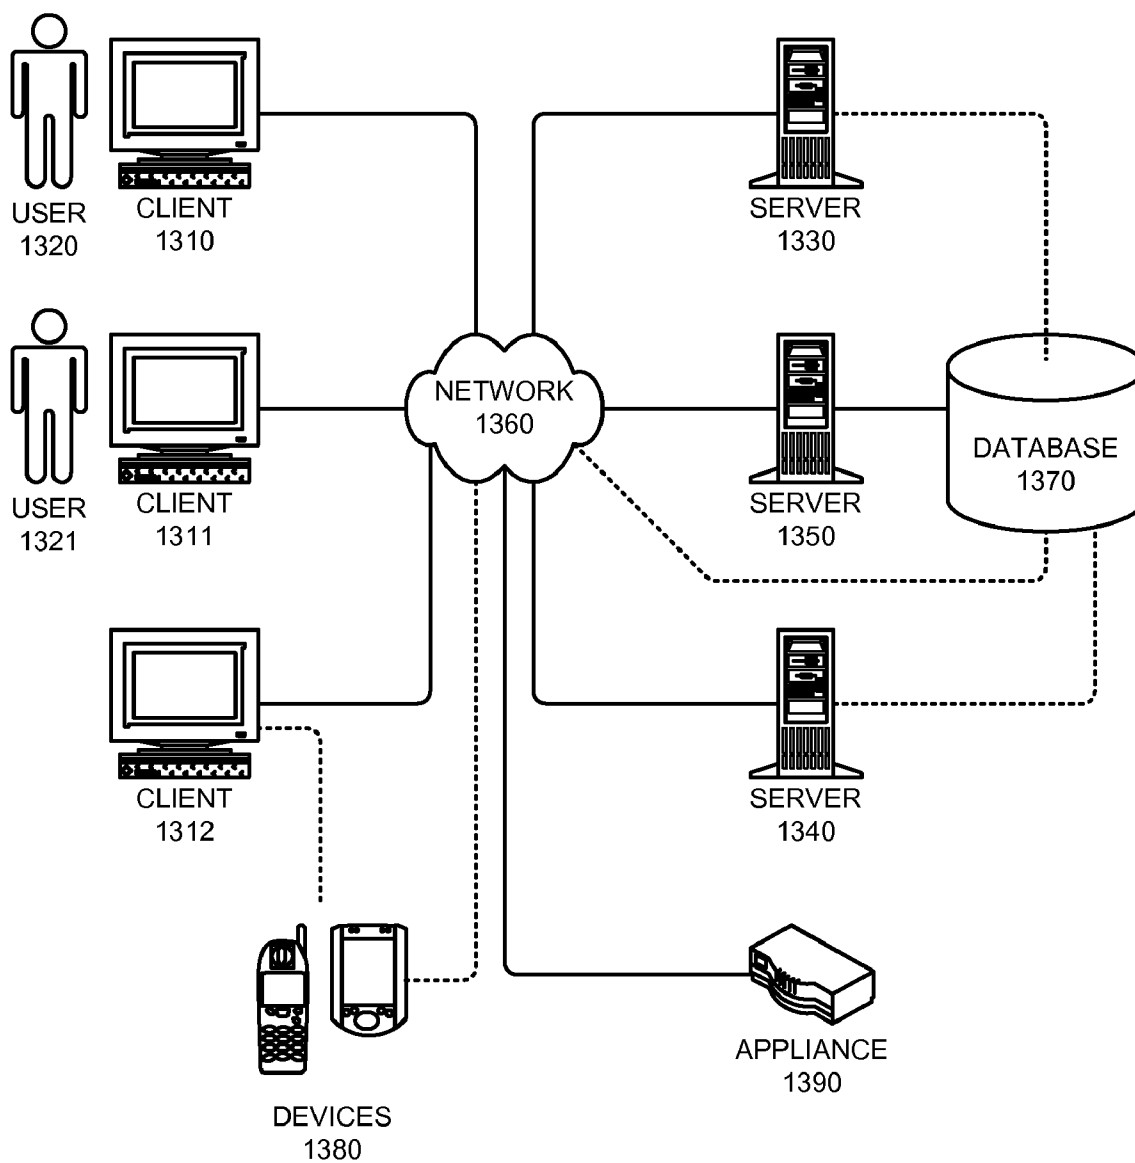 USER
1320
CLIENT
1310
SERVER
1330
NETWORK
1360
DATABASE
1370
USER
1321
CLIENT
1311
SERVER
1350
CLIENT
1312
SERVER
1340
APPLIANCE
1390
DEVICES
1380